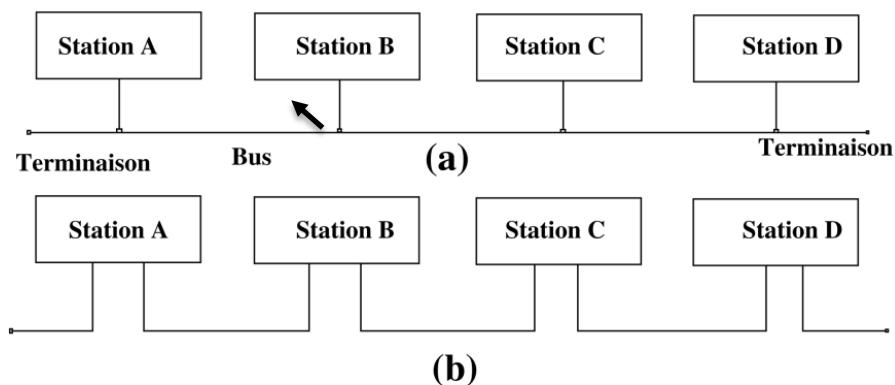 Station A
Station B
Station C
Station D
Terminaison
Bus
(a)
Terminaison
Station A
Station B
Station C
Station D
(b)